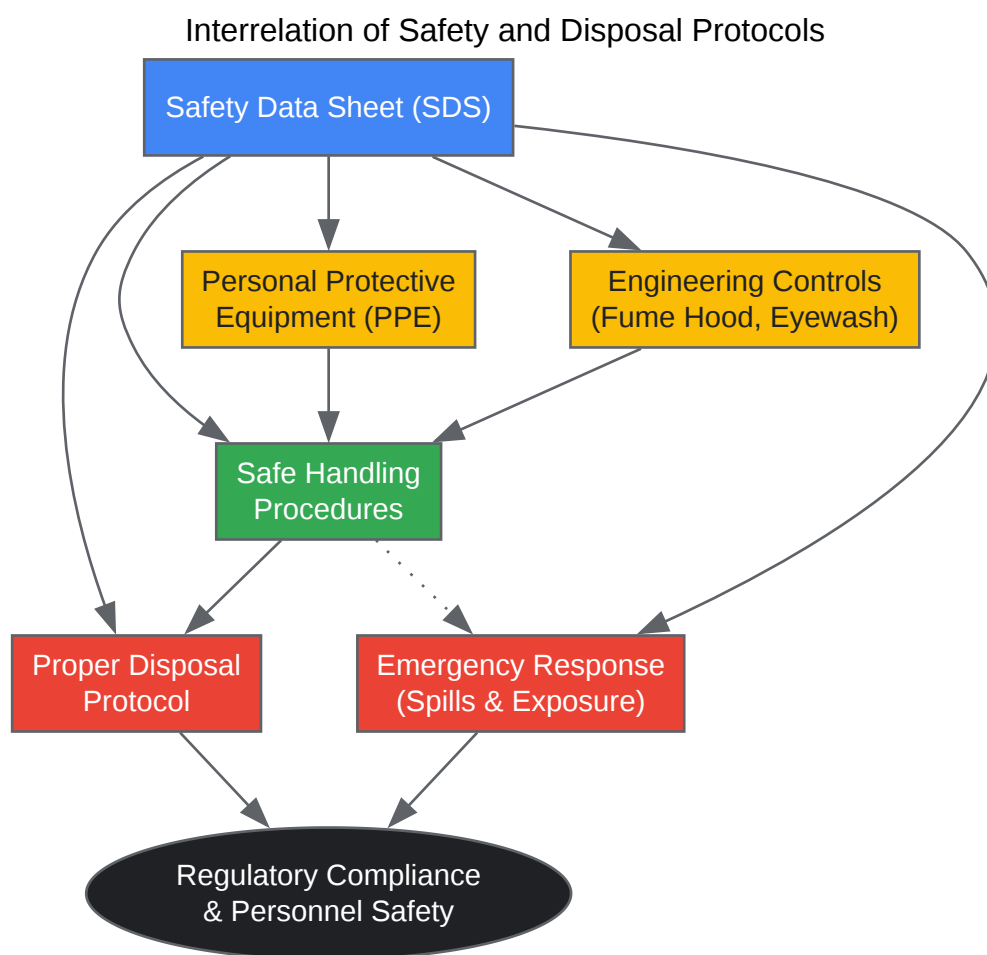 Interrelation of Safety and Disposal Protocols
Safety Data Sheet (SDS)
Personal Protective
Equipment (PPE)
Engineering Controls
(Fume Hood, Eyewash)
Safe Handling
Procedures
Proper Disposal
Protocol
Emergency Response
(Spills & Exposure)
Regulatory Compliance
& Personnel Safety